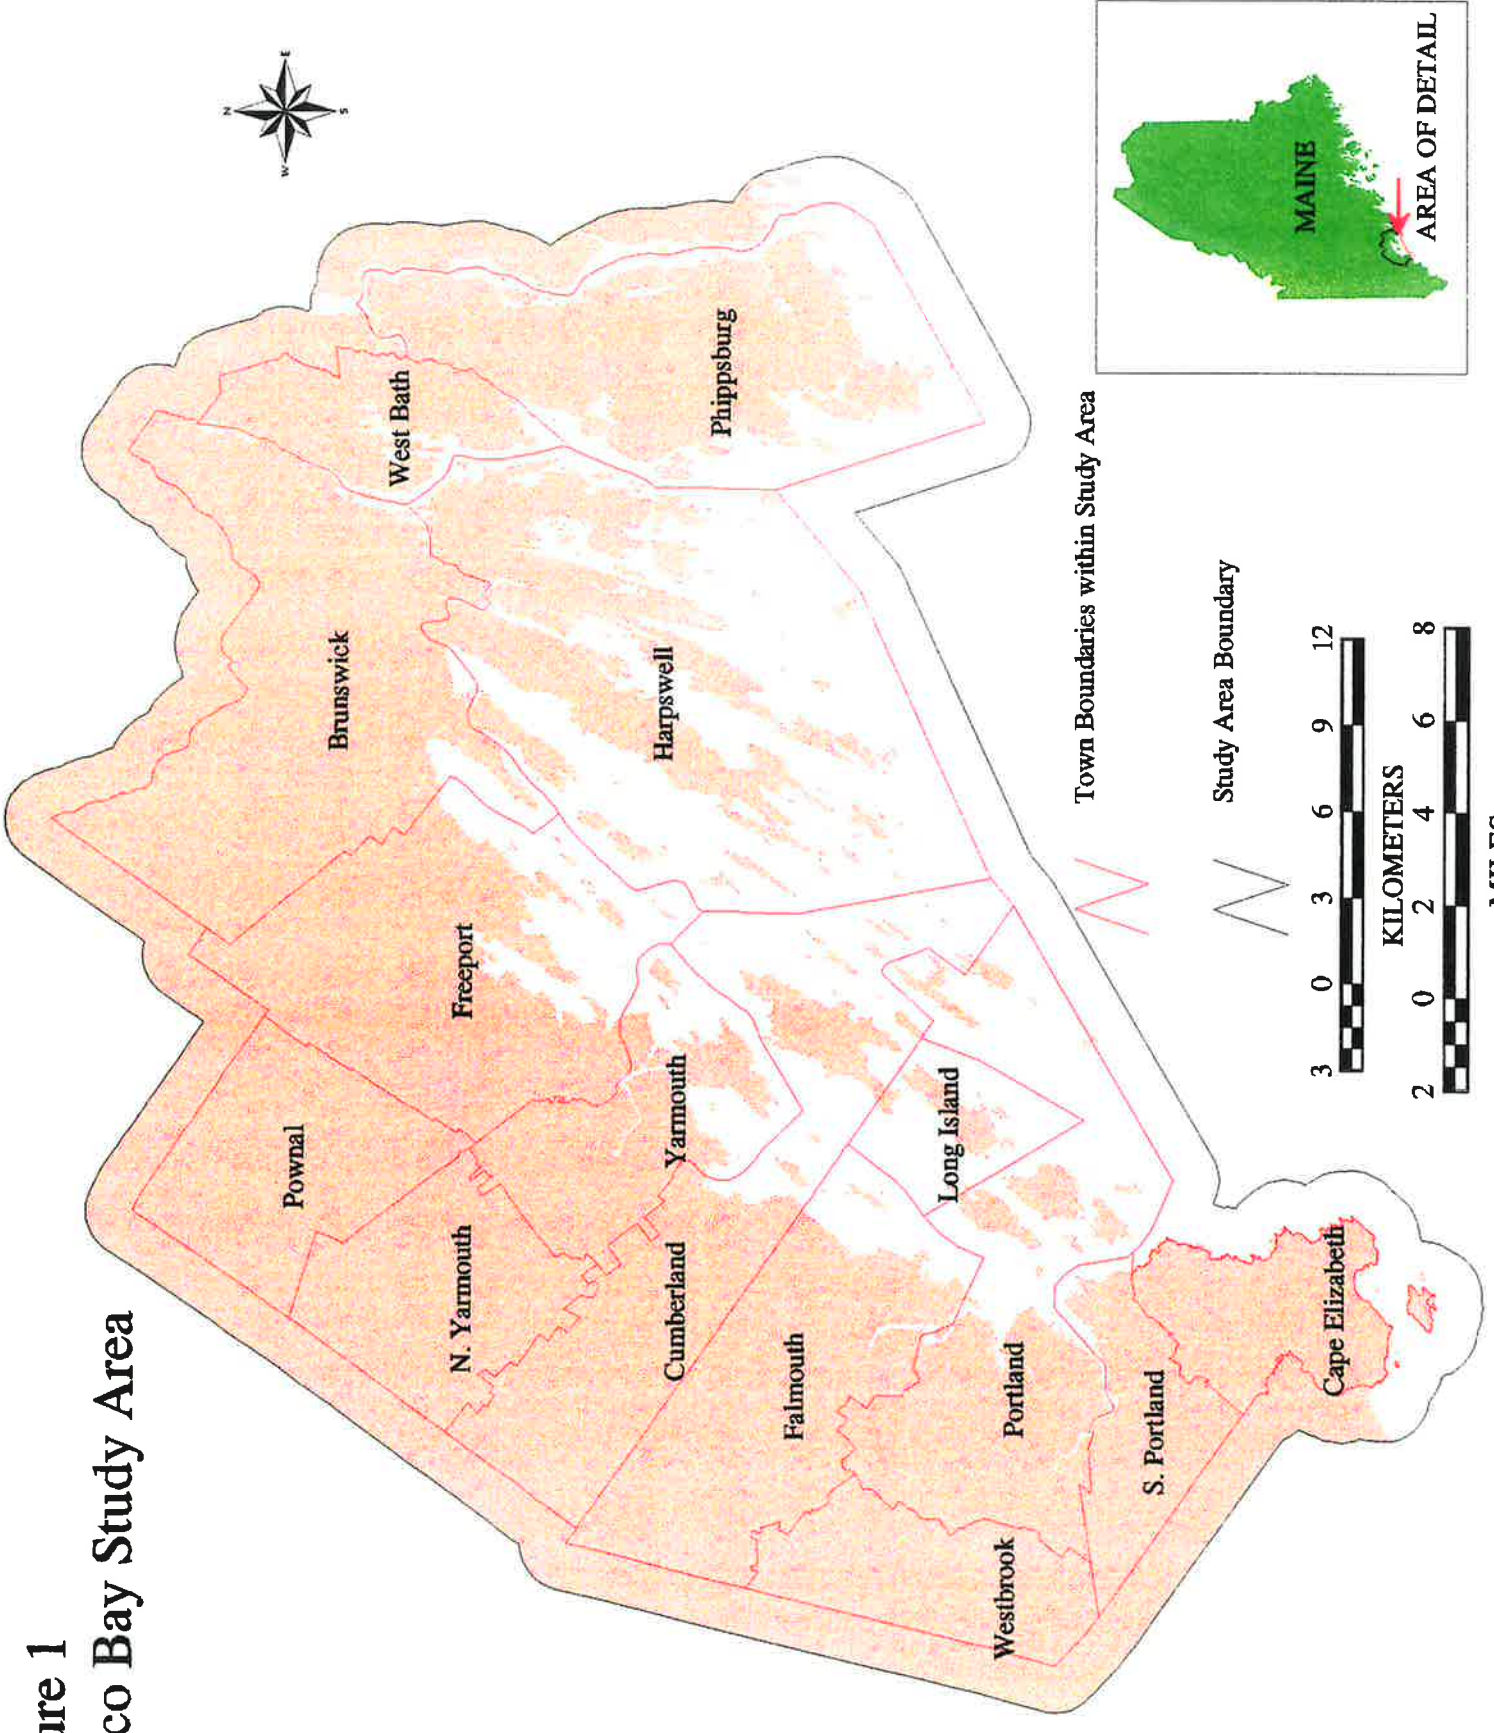 ure 1
co Bay Study Area
N
W
E
S
Brunswick
West Bath
Phippsburg
Harpswell
Freeport
Pownal
Yarmouth
N. Yarmouth
Cumberland
Long Island
Falmouth
Portland
Westbrook
S. Portland
Cape Elizabeth
Town Boundaries within Study Area
Study Area Boundary
3 0 3 6 9 12
KILOMETERS
2 0 2 4 6 8
MAINE
AREA OF DETAIL